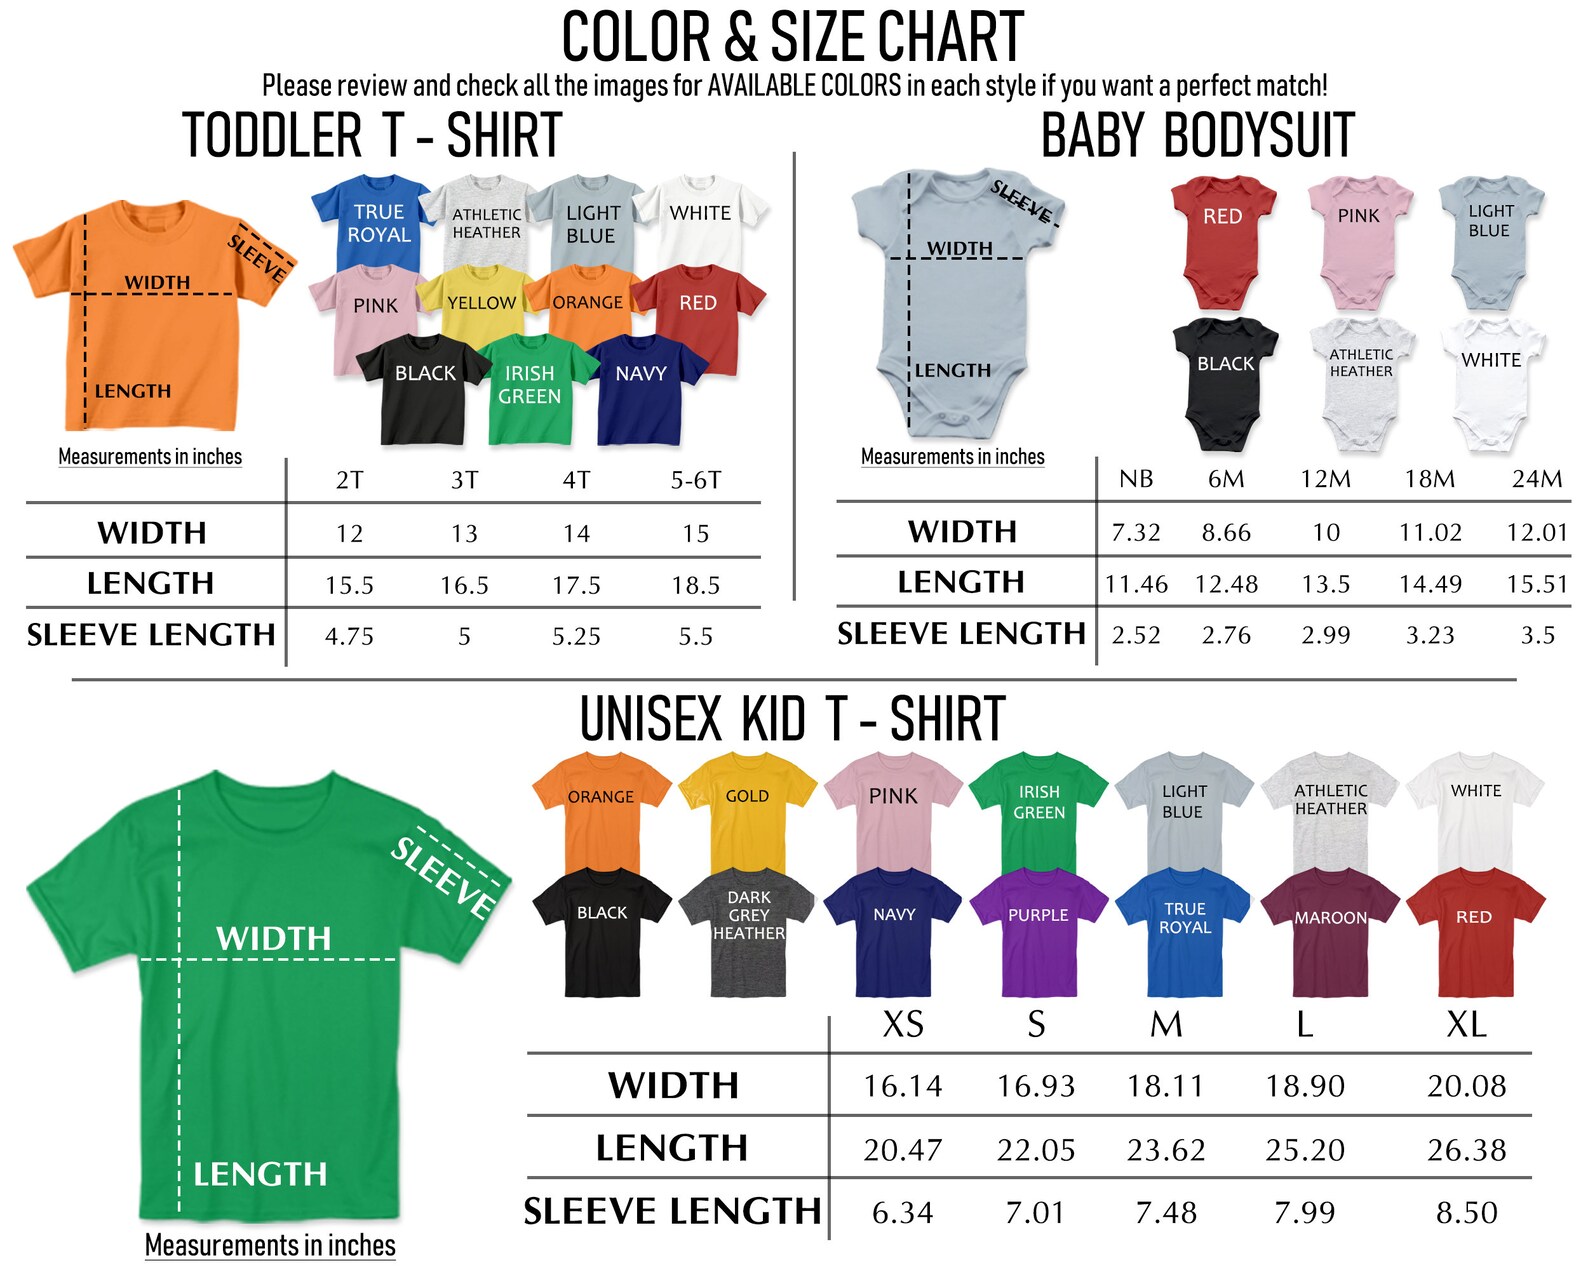 COLOR & SIZE CHART
Please review and check all the images for AVAILABLE COLORS in each style if you want a perfect match!
TODDLER T - SHIRT
WIDTH
SLEEVE
LENGTH
TRUE
ROYAL
ATHLETIC
HEATHER
LIGHT
BLUE
WHITE
PINK
YELLOW
ORANGE
RED
BLACK
IRISH
GREEN
NAVY
Measurements in inches
2T 3T 4T 5-6T
WIDTH 12 13 14 15
LENGTH 15.5 16.5 17.5 18.5
SLEEVE LENGTH 4.75 5 5.25 5.5
BABY BODYSUIT
SLEEVE
WIDTH
LENGTH
RED
PINK
LIGHT
BLUE
BLACK
ATHLETIC
HEATHER
WHITE
Measurements in inches
NB 6M 12M 18M 24M
WIDTH 7.32 8.66 10 11.02 12.01
LENGTH 11.46 12.48 13.5 14.49 15.51
SLEEVE LENGTH 2.52 2.76 2.99 3.23 3.5
UNISEX KID T - SHIRT
SLEEVE
WIDTH
LENGTH
Measurements in inches
ORANGE
GOLD
PINK
IRISH
GREEN
LIGHT
BLUE
ATHLETIC
HEATHER
WHITE
BLACK
DARK
GREY
HEATHER
NAVY
PURPLE
TRUE
ROYAL
MAROON
RED
XS S M L XL
WIDTH 16.14 16.93 18.11 18.90 20.08
LENGTH 20.47 22.05 23.62 25.20 26.38
SLEEVE LENGTH 6.34 7.01 7.48 7.99 8.50